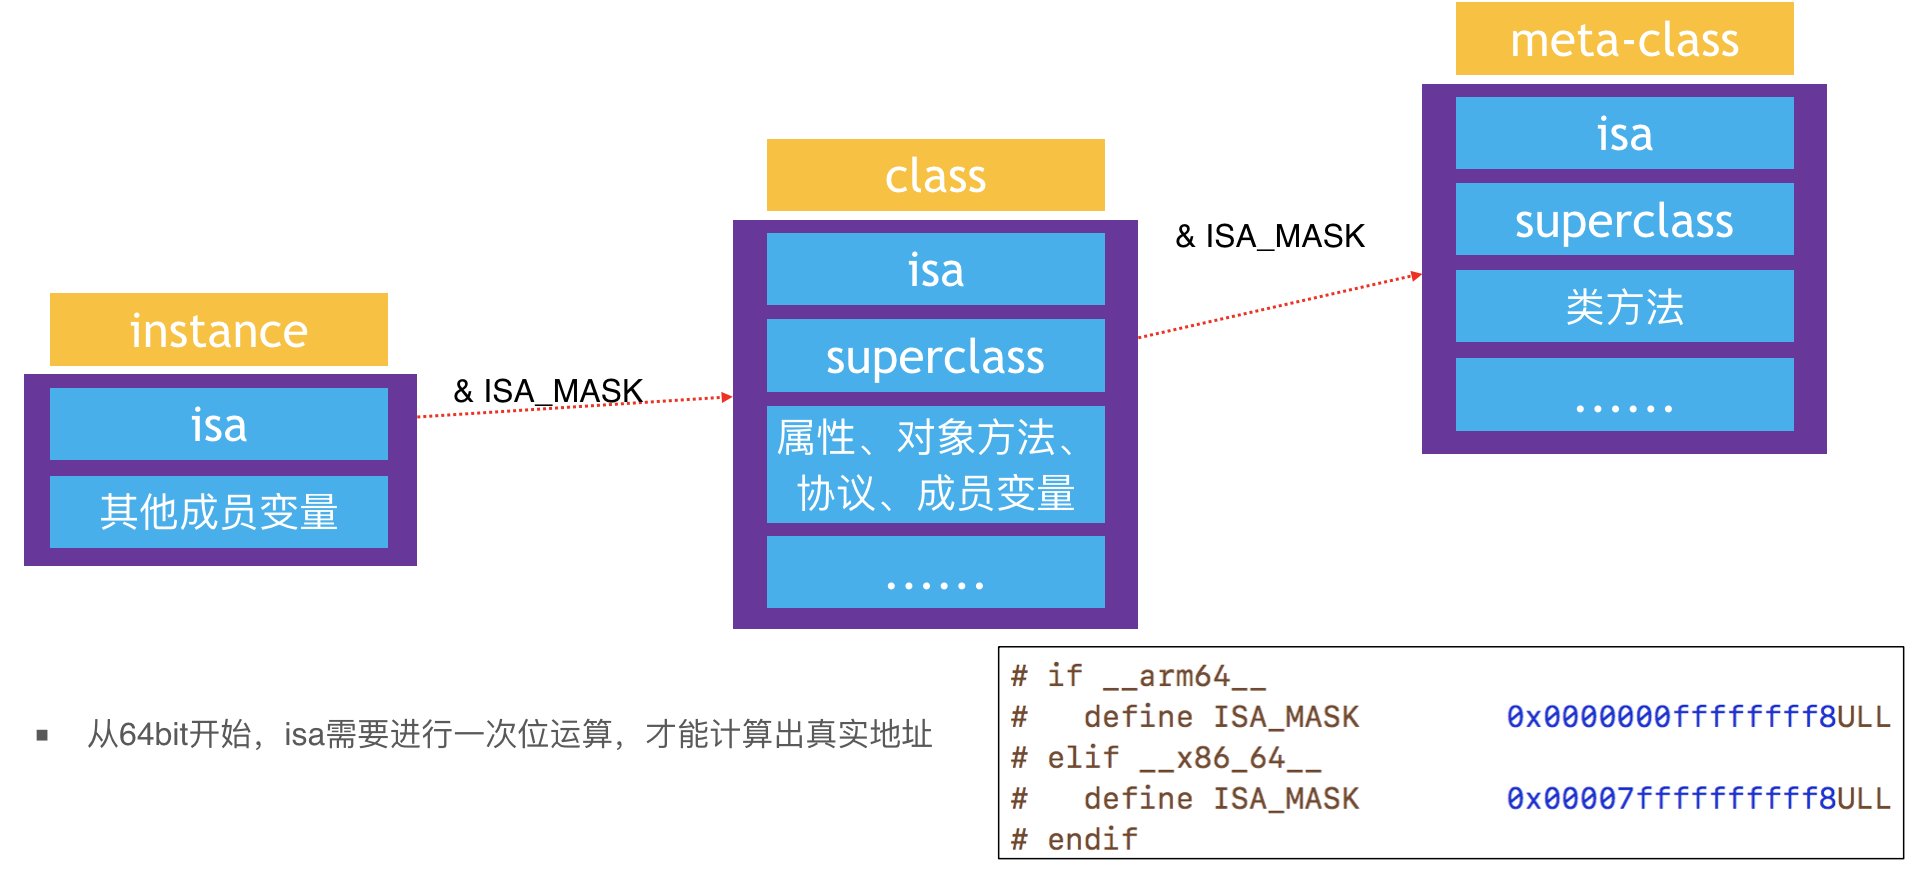 instance
isa
其他成员变量
& ISA_MASK
class
isa
superclass
属性、对象方法、
协议、成员变量
......
& ISA_MASK
meta-class
isa
superclass
类方法
......
▪ 从64bit开始，isa需要进行一次位运算，才能计算出真实地址
# if __arm64__
#   define ISA_MASK        0x0000000ffffffff8ULL
# elif __x86_64__
#   define ISA_MASK        0x00007ffffffffff8ULL
# endif